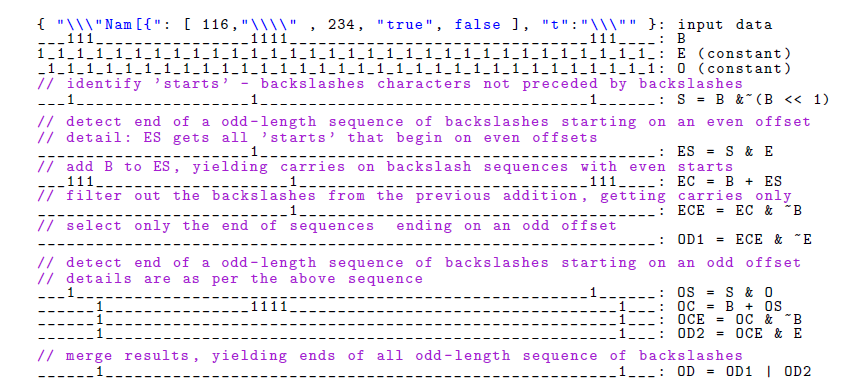 { "\\\"Nam[{": [ 116,"\\\\" , 234, "true", false ], "t":"\\\"" }: input data
___111________________1111_______________________________111____: B
1_1_1_1_1_1_1_1_1_1_1_1_1_1_1_1_1_1_1_1_1_1_1_1_1_1_1_1_1_1_1_1_: E (constant)
_1_1_1_1_1_1_1_1_1_1_1_1_1_1_1_1_1_1_1_1_1_1_1_1_1_1_1_1_1_1_1_1: O (constant)
// identify 'starts' - backslashes characters not preceded by backslashes
___1__________________1__________________________________1______: S = B &~(B << 1)
// detect end of a odd-length sequence of backslashes starting on an even offset
// detail: ES gets all 'starts' that begin on even offsets
______________________1_________________________________________: ES = S & E
// add B to ES, yielding carries on backslash sequences with even starts
___111____________________1______________________________111____: EC = B + ES
// filter out the backslashes from the previous addition, getting carries only
__________________________1_____________________________________: ECE = EC & ~B
// select only the end of sequences  ending on an odd offset
________________________________________________________________: OD1 = ECE & ~E
// detect end of a odd-length sequence of backslashes starting on an odd offset
// details are as per the above sequence
___1_____________________________________________________1______: OS = S & O
______1_______________1111__________________________________1___: OC = B + OS
______1_____________________________________________________1___: OCE = OC & ~B
______1_____________________________________________________1___: OD2 = OCE & E
// merge results, yielding ends of all odd-length sequence of backslashes
______1_____________________________________________________1___: OD = OD1 | OD2